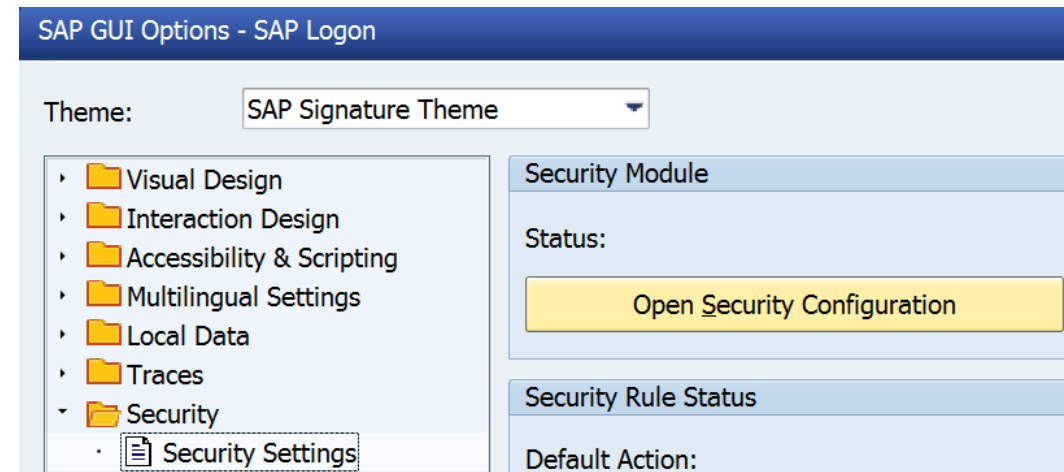 SAP GUI Options - SAP Logon
Theme: SAP Signature Theme
Visual Design
Interaction Design
Accessibility & Scripting
Multilingual Settings
Local Data
Traces
Security
Security Settings
Security Module
Status:
Open Security Configuration
Security Rule Status
Default Action: